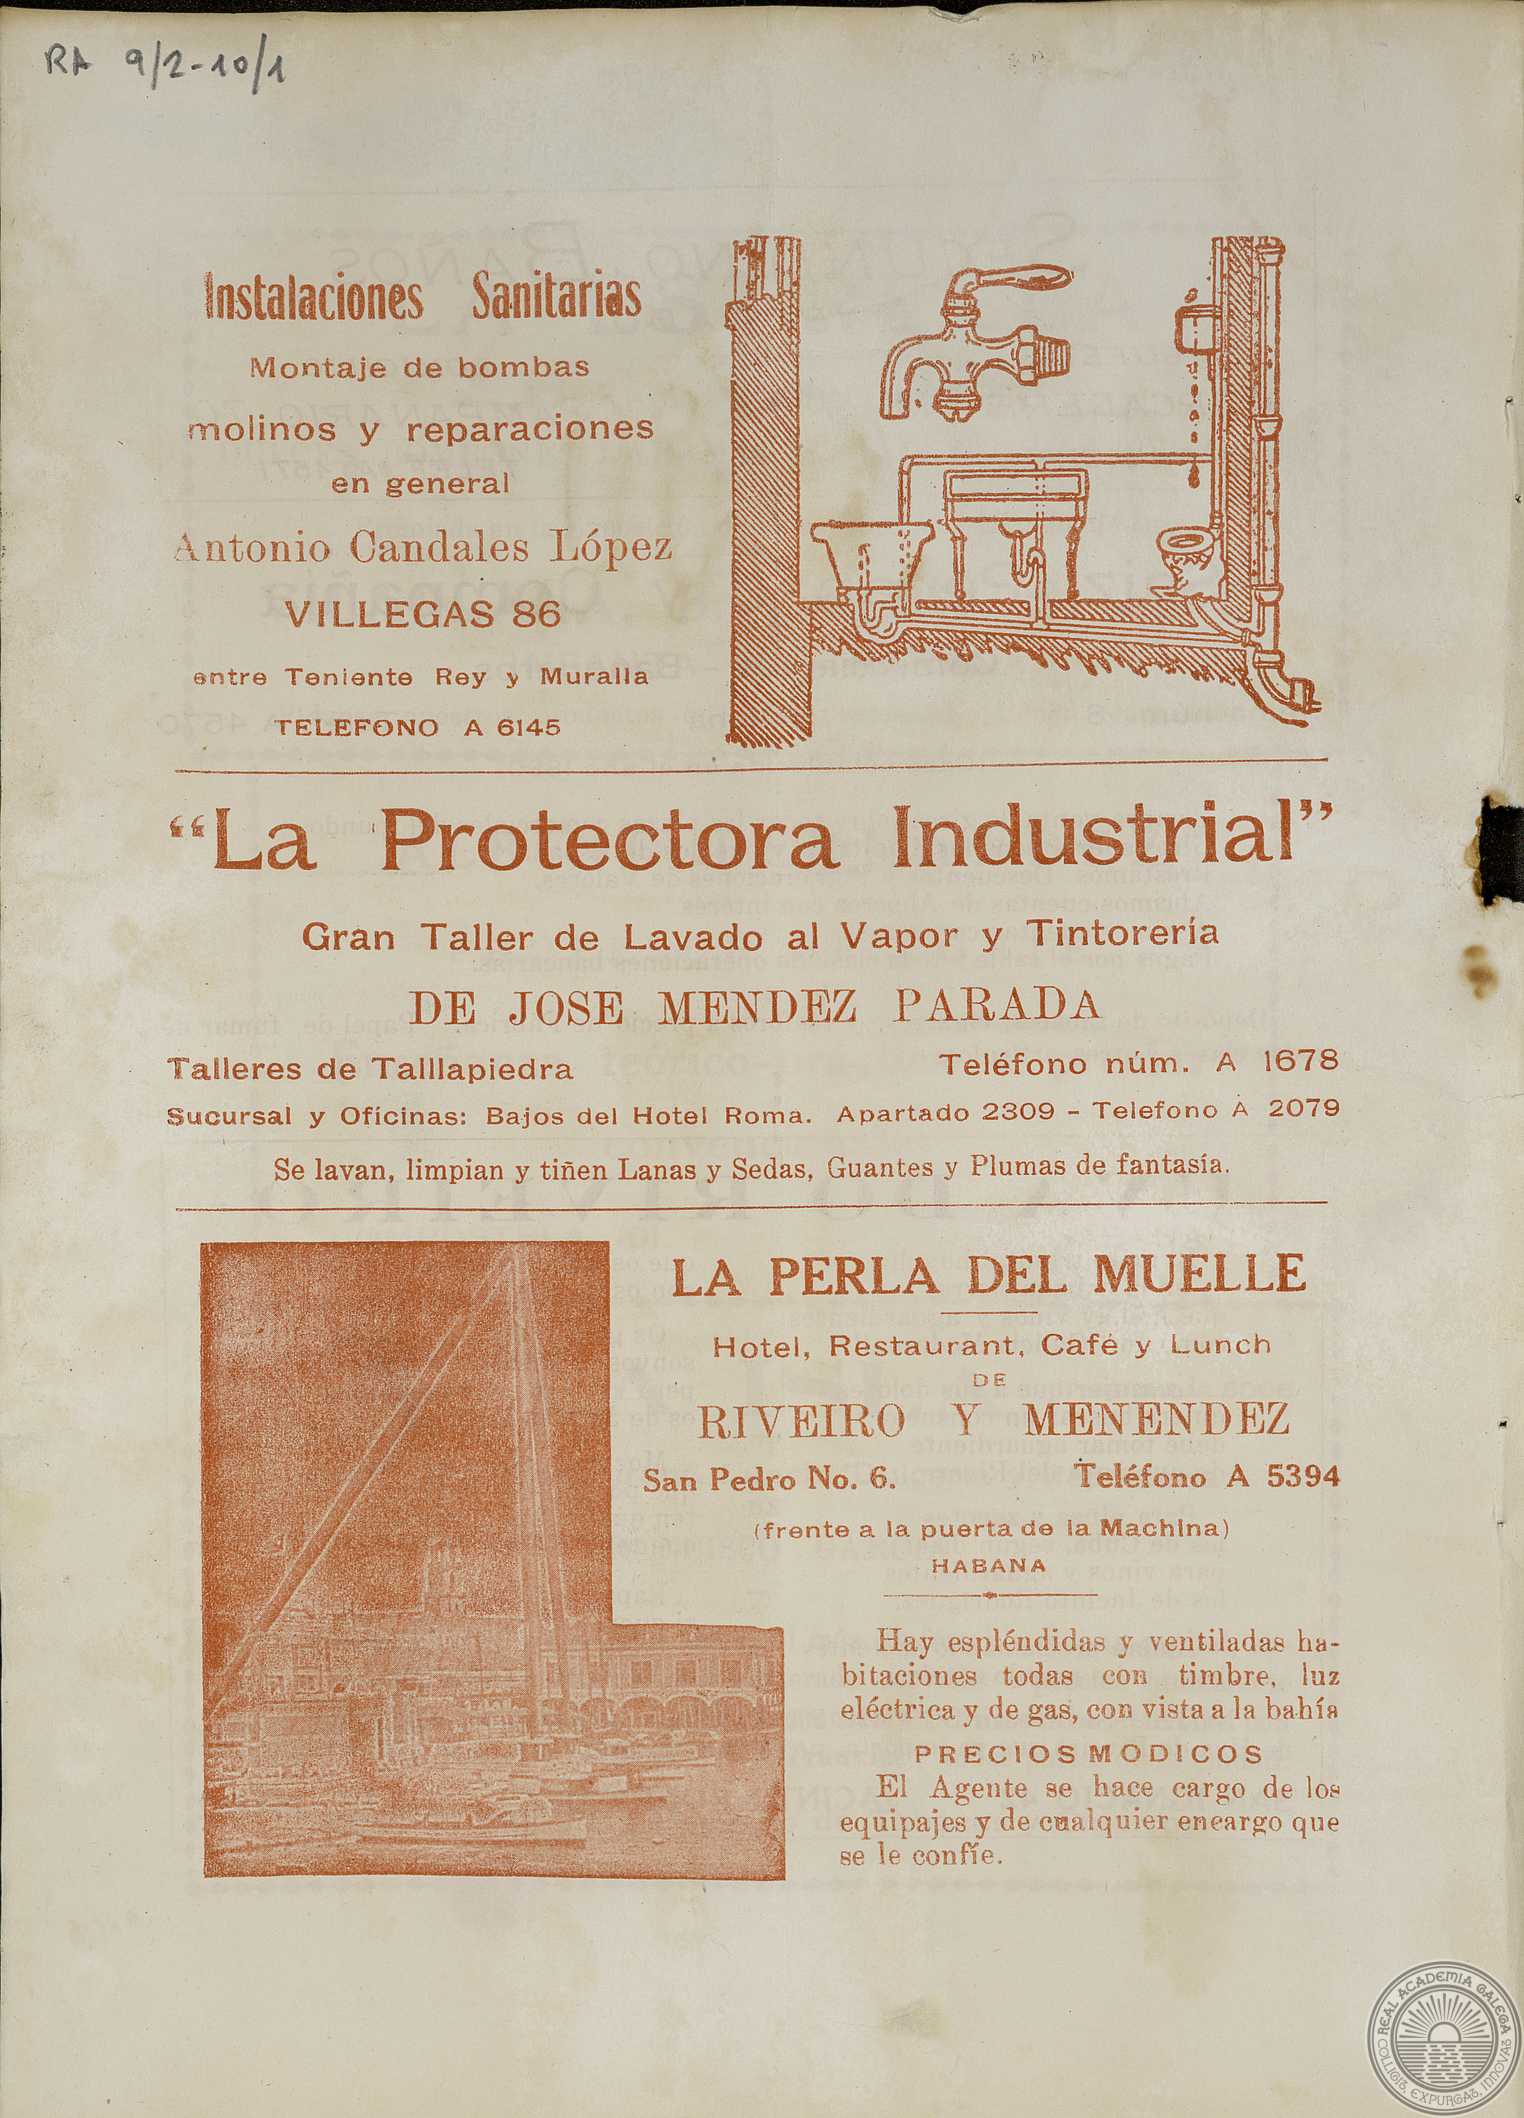 RA 9/2-10/1
Instalaciones Sanitarias
Montaje de bombas
molinos y reparaciones
en general
Antonio Candales López
VILLEGAS 86
entre Teniente Rey y Muralla
TELEFONO A 6145
“La Protectora Industrial”
Gran Taller de Lavado al Vapor y Tintorería
DE JOSE MENDEZ PARADA
Talleres de Talllapiedra Teléfono núm. A 1678
Sucursal y Oficinas: Bajos del Hotel Roma. Apartado 2309 - Telefono A 2079
Se lavan, limpian y tiñen Lanas y Sedas, Guantes y Plumas de fantasía.
LA PERLA DEL MUELLE
Hotel, Restaurant, Café y Lunch
DE
RIVEIRO Y MENENDEZ
San Pedro No. 6. Teléfono A 5394
(frente a la puerta de la Machina)
HABANA
Hay espléndidas y ventiladas ha-
bitaciones todas con timbre, luz
eléctrica y de gas, con vista a la bahía
PRECIOS MODICOS
El Agente se hace cargo de los
equipajes y de cualquier encargo que
se le confíe.
REAL ACADEMIA GALEGA
COLLIGIT, EXPURGAT, INNOVAT